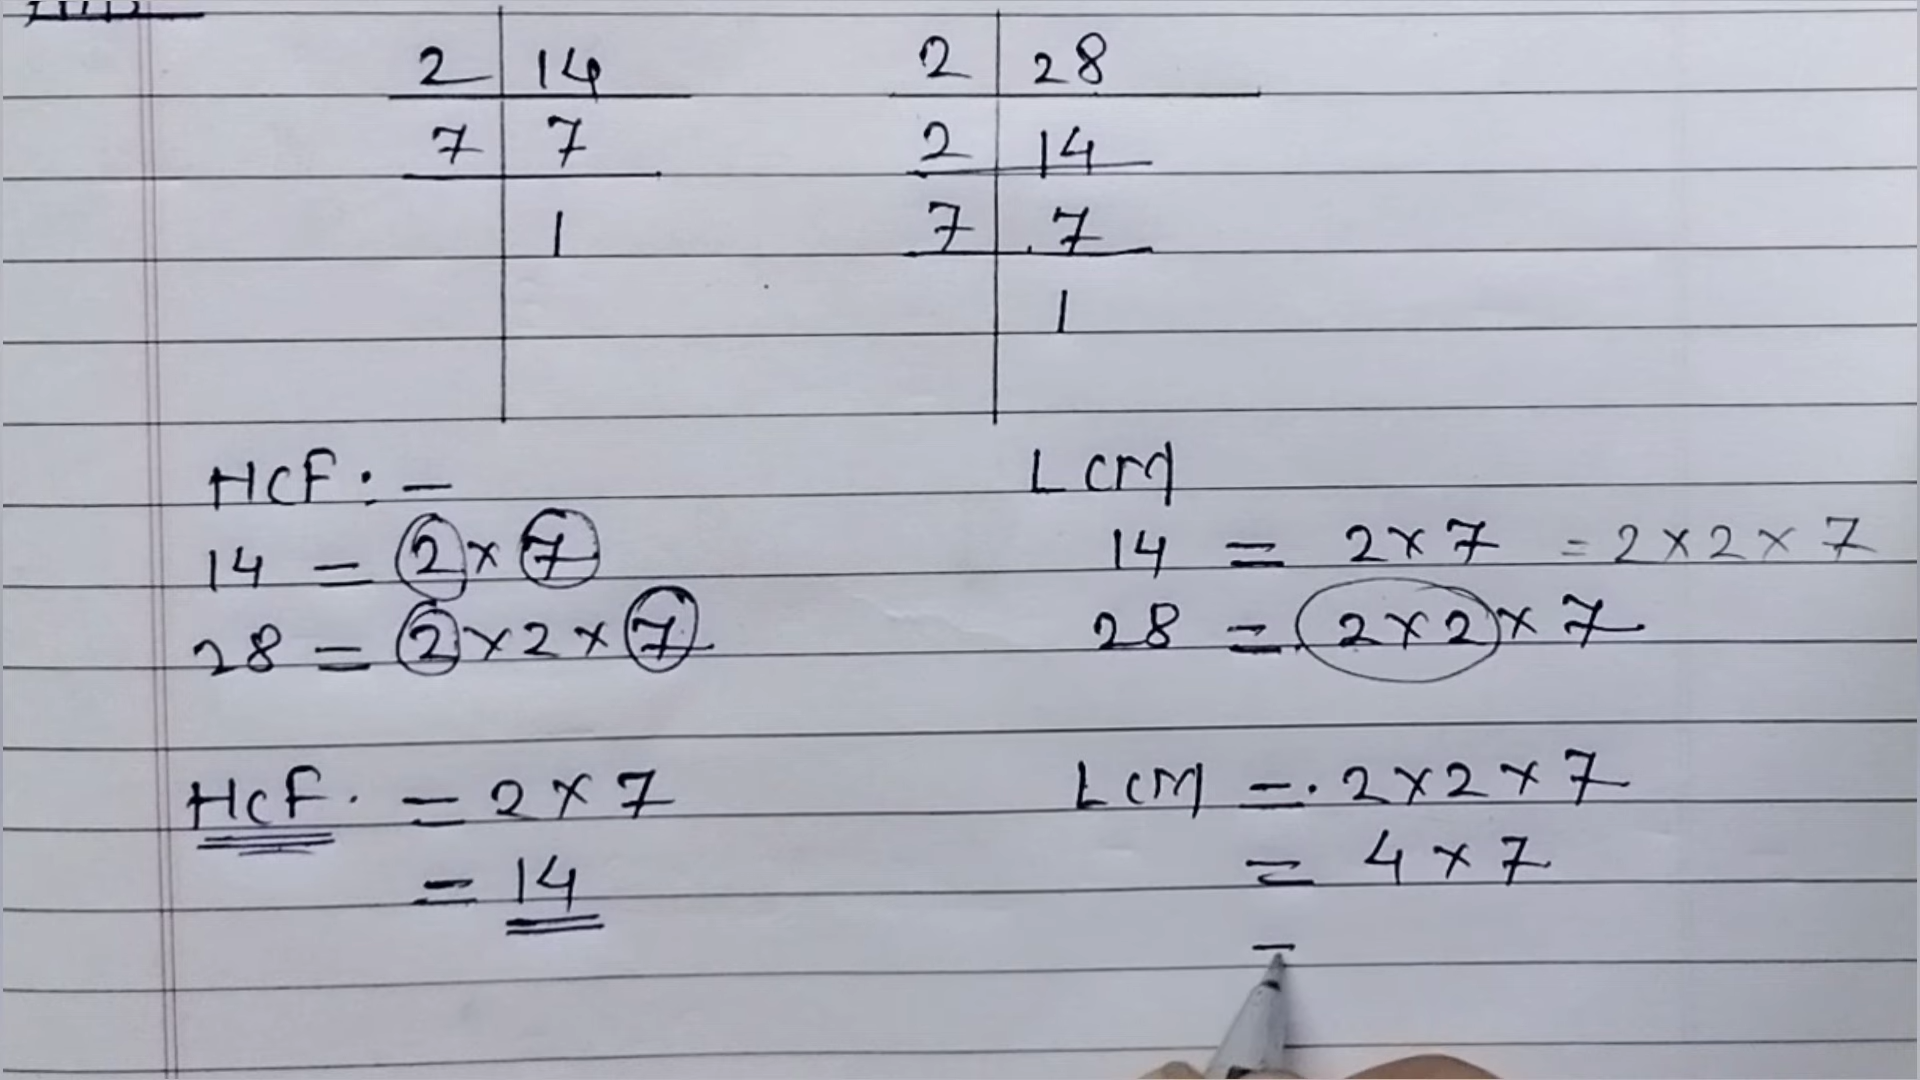 2 | 14
7 | 7
1
2 | 28
2 | 14
7 | 7
1
HCF : -
14 = 2 × 7
28 = 2 × 2 × 7
HCF. = 2 × 7
= 14
LCM
14 = 2 × 7 = 2 × 2 × 7
28 = 2 × 2 × 7
LCM = 2 × 2 × 7
= 4 × 7